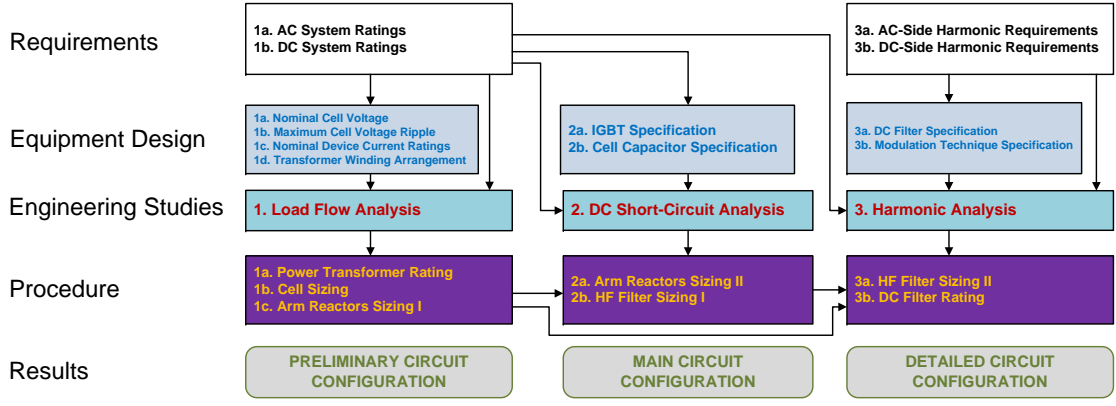 Requirements
1a. AC System Ratings
1b. DC System Ratings
3a. AC-Side Harmonic Requirements
3b. DC-Side Harmonic Requirements
Equipment Design
1a. Nominal Cell Voltage
1b. Maximum Cell Voltage Ripple
1c. Nominal Device Current Ratings
1d. Transformer Winding Arrangement
2a. IGBT Specification
2b. Cell Capacitor Specification
3a. DC Filter Specification
3b. Modulation Technique Specification
Engineering Studies
1. Load Flow Analysis
2. DC Short-Circuit Analysis
3. Harmonic Analysis
Procedure
1a. Power Transformer Rating
1b. Cell Sizing
1c. Arm Reactors Sizing I
2a. Arm Reactors Sizing II
2b. HF Filter Sizing I
3a. HF Filter Sizing II
3b. DC Filter Rating
Results
PRELIMINARY CIRCUIT
CONFIGURATION
MAIN CIRCUIT
CONFIGURATION
DETAILED CIRCUIT
CONFIGURATION